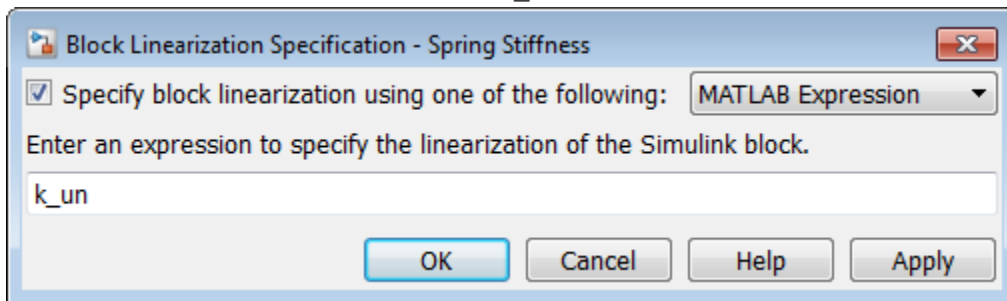 Block Linearization Specification - Spring Stiffness
Specify block linearization using one of the following: MATLAB Expression
Enter an expression to specify the linearization of the Simulink block.
k_un
OK Cancel Help Apply